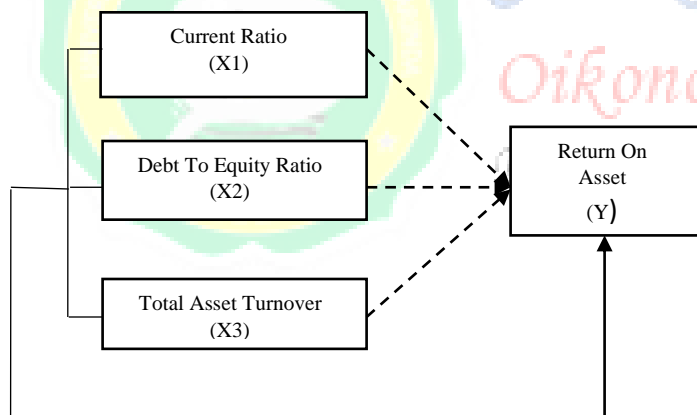 Current Ratio
(X1)
Oikono
Debt To Equity Ratio
(X2)
Return On
Asset
(Y)
Total Asset Turnover
(X3)